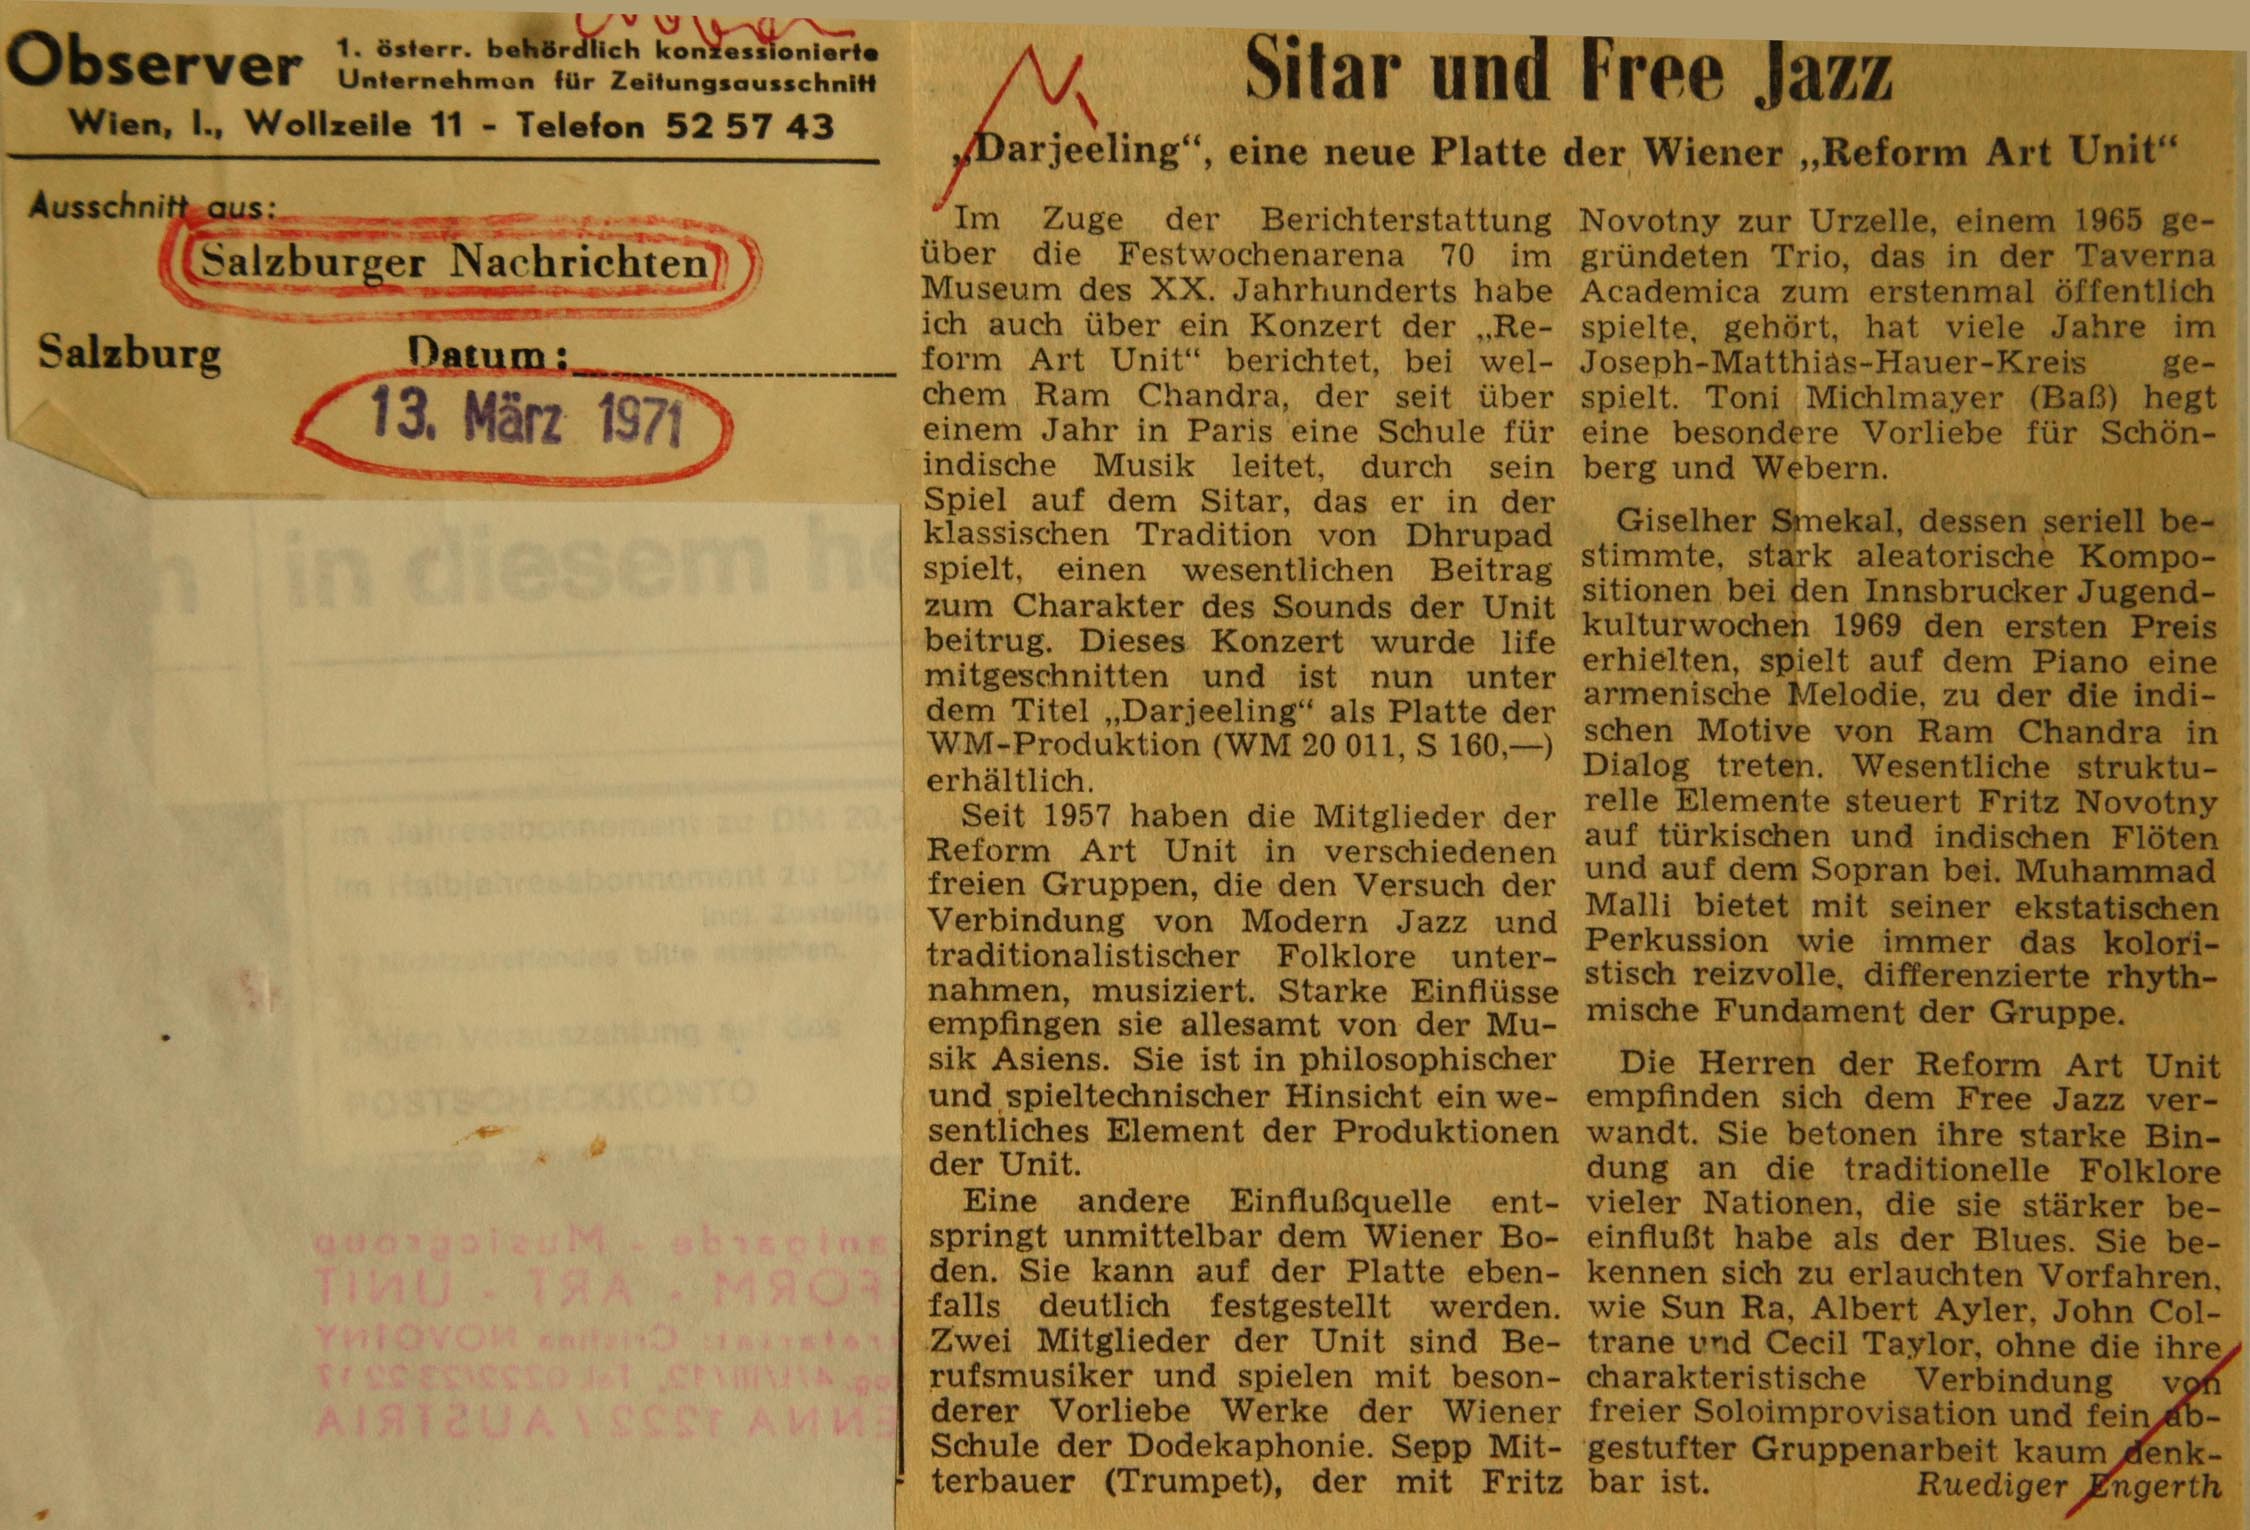 Observer
1. österr. behördlich konzessionierte
Unternehmen für Zeitungsausschnitt
Wien, I., Wollzeile 11 - Telefon 52 57 43
Ausschnitt aus:
Salzburger Nachrichten
Salzburg Datum:
13. März 1971
Sitar und Free Jazz
„Darjeeling“, eine neue Platte der Wiener „Reform Art Unit“
Im Zuge der Berichterstattung
über die Festwochenarena 70 im
Museum des XX. Jahrhunderts habe
ich auch über ein Konzert der „Re-
form Art Unit“ berichtet, bei wel-
chem Ram Chandra, der seit über
einem Jahr in Paris eine Schule für
indische Musik leitet, durch sein
Spiel auf dem Sitar, das er in der
klassischen Tradition von Dhrupad
spielt, einen wesentlichen Beitrag
zum Charakter des Sounds der Unit
beitrug. Dieses Konzert wurde life
mitgeschnitten und ist nun unter
dem Titel „Darjeeling“ als Platte der
WM-Produktion (WM 20 011, S 160,—)
erhältlich.
Seit 1957 haben die Mitglieder der
Reform Art Unit in verschiedenen
freien Gruppen, die den Versuch der
Verbindung von Modern Jazz und
traditionalistischer Folklore unter-
nahmen, musiziert. Starke Einflüsse
empfingen sie allesamt von der Mu-
sik Asiens. Sie ist in philosophischer
und spieltechnischer Hinsicht ein we-
sentliches Element der Produktionen
der Unit.
Eine andere Einflußquelle ent-
springt unmittelbar dem Wiener Bo-
den. Sie kann auf der Platte eben-
falls deutlich festgestellt werden.
Zwei Mitglieder der Unit sind Be-
rufsmusiker und spielen mit beson-
derer Vorliebe Werke der Wiener
Schule der Dodekaphonie. Sepp Mit-
terbauer (Trumpet), der mit Fritz
Novotny zur Urzelle, einem 1965 ge-
gründeten Trio, das in der Taverna
Academica zum erstenmal öffentlich
spielte, gehört, hat viele Jahre im
Joseph-Matthias-Hauer-Kreis ge-
spielt. Toni Michlmayer (Baß) hegt
eine besondere Vorliebe für Schön-
berg und Webern.
Giselher Smekal, dessen seriell be-
stimmte, stark aleatorische Kompo-
sitionen bei den Innsbrucker Jugend-
kulturwochen 1969 den ersten Preis
erhielten, spielt auf dem Piano eine
armenische Melodie, zu der die indi-
schen Motive von Ram Chandra in
Dialog treten. Wesentliche struktu-
relle Elemente steuert Fritz Novotny
auf türkischen und indischen Flöten
und auf dem Sopran bei. Muhammad
Malli bietet mit seiner ekstatischen
Perkussion wie immer das kolori-
stisch reizvolle, differenzierte rhyth-
mische Fundament der Gruppe.
Die Herren der Reform Art Unit
empfinden sich dem Free Jazz ver-
wandt. Sie betonen ihre starke Bin-
dung an die traditionelle Folklore
vieler Nationen, die sie stärker be-
einflußt habe als der Blues. Sie be-
kennen sich zu erlauchten Vorfahren,
wie Sun Ra, Albert Ayler, John Col-
trane und Cecil Taylor, ohne die ihre
charakteristische Verbindung von
freier Soloimprovisation und fein ab-
gestufter Gruppenarbeit kaum denk-
bar ist.
Ruediger Engerth
in diesem